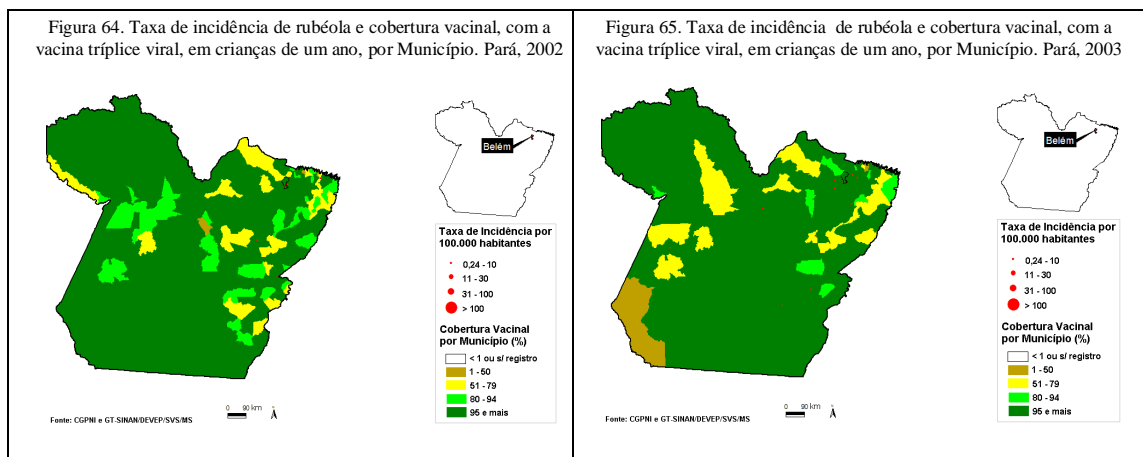 Figura 64. Taxa de incidência de rubéola e cobertura vacinal, com a
vacina tríplice viral, em crianças de um ano, por Município. Pará, 2002
Belém
Taxa de Incidência por
100.000 habitantes
0,24 - 10
11 - 30
31 - 100
> 100
Cobertura Vacinal
por Município (%)
< 1 ou s/ registro
1 - 50
51 - 79
80 - 94
95 e mais
0 90 km
Fonte: CGPNI e GT-SINAN/DEVEP/SVS/MS
Figura 65. Taxa de incidência de rubéola e cobertura vacinal, com a
vacina tríplice viral, em crianças de um ano, por Município. Pará, 2003
Belém
Taxa de Incidência por
100.000 habitantes
0,24 - 10
11 - 30
31 - 100
> 100
Cobertura Vacinal
por Município (%)
< 1 ou s/ registro
1 - 50
51 - 79
80 - 94
95 e mais
0 90 km
Fonte: CGPNI e GT-SINAN/DEVEP/SVS/MS